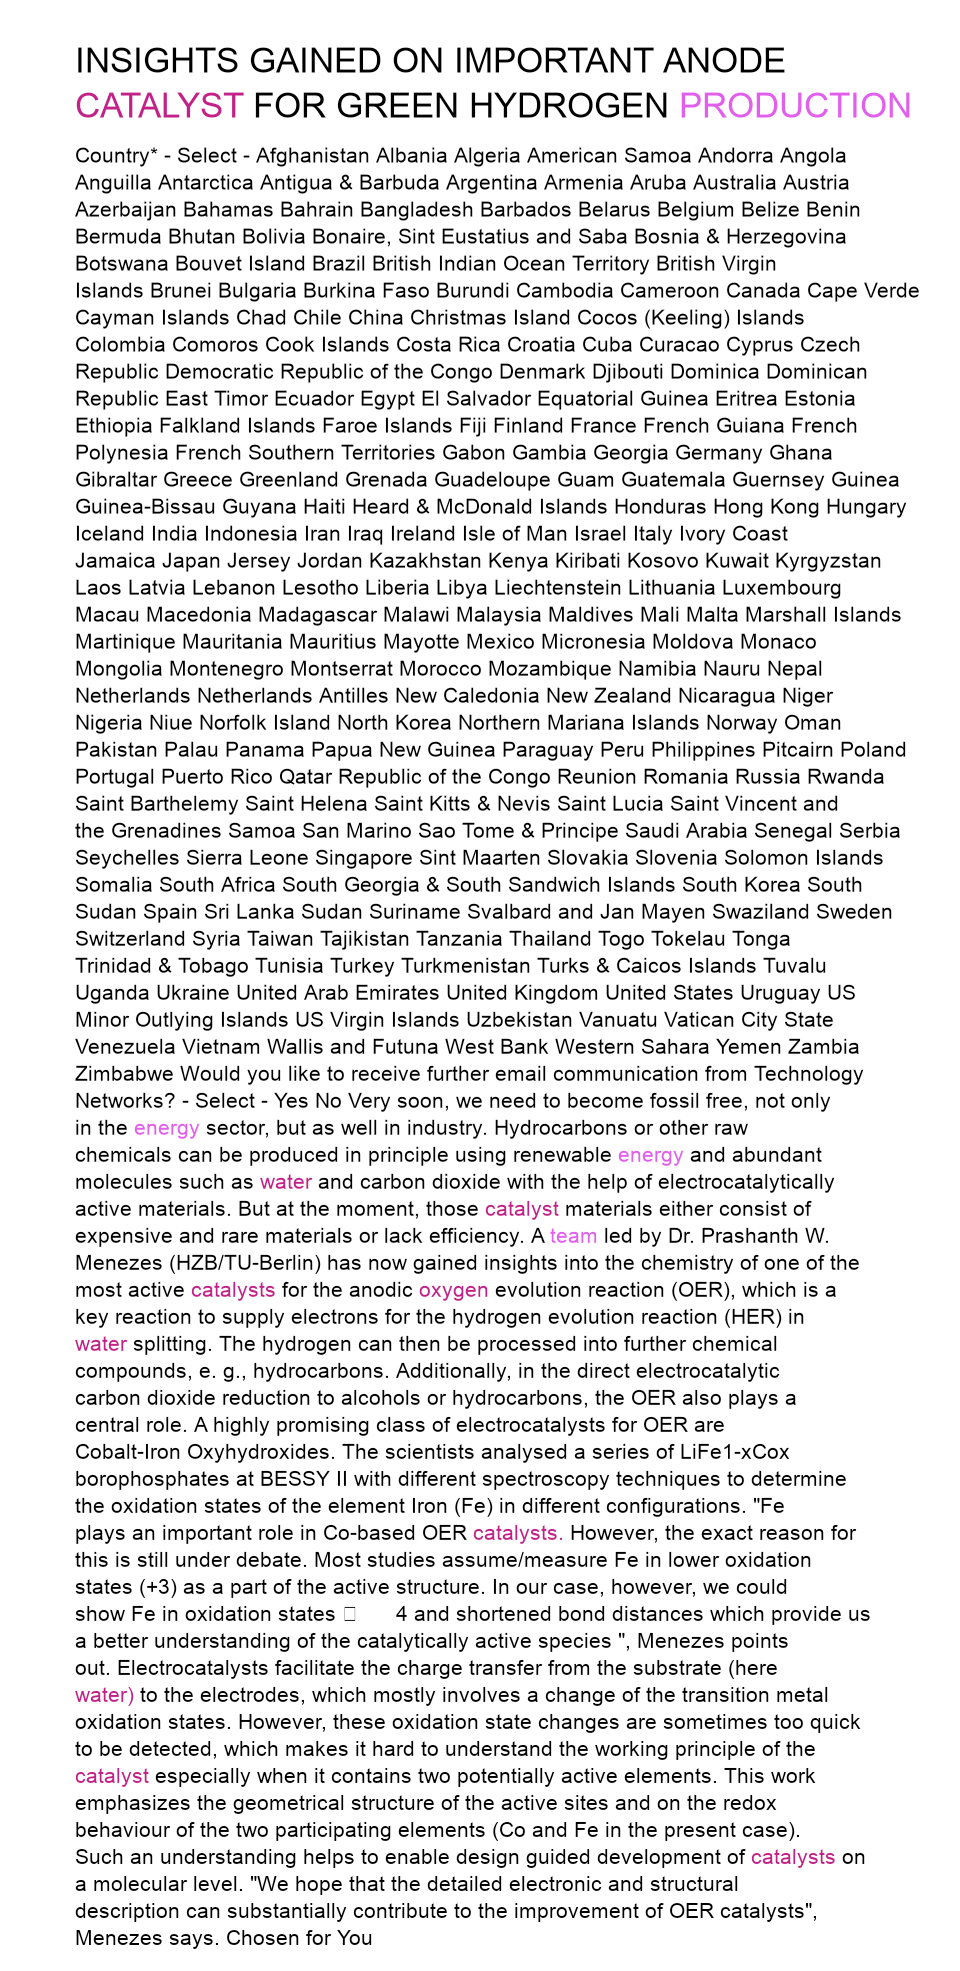 INSIGHTS GAINED ON IMPORTANT ANODE
CATALYST FOR GREEN HYDROGEN PRODUCTION
Country* - Select - Afghanistan Albania Algeria American Samoa Andorra Angola
Anguilla Antarctica Antigua & Barbuda Argentina Armenia Aruba Australia Austria
Azerbaijan Bahamas Bahrain Bangladesh Barbados Belarus Belgium Belize Benin
Bermuda Bhutan Bolivia Bonaire, Sint Eustatius and Saba Bosnia & Herzegovina
Botswana Bouvet Island Brazil British Indian Ocean Territory British Virgin
Islands Brunei Bulgaria Burkina Faso Burundi Cambodia Cameroon Canada Cape Verde
Cayman Islands Chad Chile China Christmas Island Cocos (Keeling) Islands
Colombia Comoros Cook Islands Costa Rica Croatia Cuba Curacao Cyprus Czech
Republic Democratic Republic of the Congo Denmark Djibouti Dominica Dominican
Republic East Timor Ecuador Egypt El Salvador Equatorial Guinea Eritrea Estonia
Ethiopia Falkland Islands Faroe Islands Fiji Finland France French Guiana French
Polynesia French Southern Territories Gabon Gambia Georgia Germany Ghana
Gibraltar Greece Greenland Grenada Guadeloupe Guam Guatemala Guernsey Guinea
Guinea-Bissau Guyana Haiti Heard & McDonald Islands Honduras Hong Kong Hungary
Iceland India Indonesia Iran Iraq Ireland Isle of Man Israel Italy Ivory Coast
Jamaica Japan Jersey Jordan Kazakhstan Kenya Kiribati Kosovo Kuwait Kyrgyzstan
Laos Latvia Lebanon Lesotho Liberia Libya Liechtenstein Lithuania Luxembourg
Macau Macedonia Madagascar Malawi Malaysia Maldives Mali Malta Marshall Islands
Martinique Mauritania Mauritius Mayotte Mexico Micronesia Moldova Monaco
Mongolia Montenegro Montserrat Morocco Mozambique Namibia Nauru Nepal
Netherlands Netherlands Antilles New Caledonia New Zealand Nicaragua Niger
Nigeria Niue Norfolk Island North Korea Northern Mariana Islands Norway Oman
Pakistan Palau Panama Papua New Guinea Paraguay Peru Philippines Pitcairn Poland
Portugal Puerto Rico Qatar Republic of the Congo Reunion Romania Russia Rwanda
Saint Barthelemy Saint Helena Saint Kitts & Nevis Saint Lucia Saint Vincent and
the Grenadines Samoa San Marino Sao Tome & Principe Saudi Arabia Senegal Serbia
Seychelles Sierra Leone Singapore Sint Maarten Slovakia Slovenia Solomon Islands
Somalia South Africa South Georgia & South Sandwich Islands South Korea South
Sudan Spain Sri Lanka Sudan Suriname Svalbard and Jan Mayen Swaziland Sweden
Switzerland Syria Taiwan Tajikistan Tanzania Thailand Togo Tokelau Tonga
Trinidad & Tobago Tunisia Turkey Turkmenistan Turks & Caicos Islands Tuvalu
Uganda Ukraine United Arab Emirates United Kingdom United States Uruguay US
Minor Outlying Islands US Virgin Islands Uzbekistan Vanuatu Vatican City State
Venezuela Vietnam Wallis and Futuna West Bank Western Sahara Yemen Zambia
Zimbabwe Would you like to receive further email communication from Technology
Networks? - Select - Yes No Very soon, we need to become fossil free, not only
in the energy sector, but as well in industry. Hydrocarbons or other raw
chemicals can be produced in principle using renewable energy and abundant
molecules such as water and carbon dioxide with the help of electrocatalytically
active materials. But at the moment, those catalyst materials either consist of
expensive and rare materials or lack efficiency. A team led by Dr. Prashanth W.
Menezes (HZB/TU-Berlin) has now gained insights into the chemistry of one of the
most active catalysts for the anodic oxygen evolution reaction (OER), which is a
key reaction to supply electrons for the hydrogen evolution reaction (HER) in
water splitting. The hydrogen can then be processed into further chemical
compounds, e. g., hydrocarbons. Additionally, in the direct electrocatalytic
carbon dioxide reduction to alcohols or hydrocarbons, the OER also plays a
central role. A highly promising class of electrocatalysts for OER are
Cobalt-Iron Oxyhydroxides. The scientists analysed a series of LiFe1-xCox
borophosphates at BESSY II with different spectroscopy techniques to determine
the oxidation states of the element Iron (Fe) in different configurations. "Fe
plays an important role in Co-based OER catalysts. However, the exact reason for
this is still under debate. Most studies assume/measure Fe in lower oxidation
states (+3) as a part of the active structure. In our case, however, we could
show Fe in oxidation states 4 and shortened bond distances which provide us
a better understanding of the catalytically active species ", Menezes points
out. Electrocatalysts facilitate the charge transfer from the substrate (here
water) to the electrodes, which mostly involves a change of the transition metal
oxidation states. However, these oxidation state changes are sometimes too quick
to be detected, which makes it hard to understand the working principle of the
catalyst especially when it contains two potentially active elements. This work
emphasizes the geometrical structure of the active sites and on the redox
behaviour of the two participating elements (Co and Fe in the present case).
Such an understanding helps to enable design guided development of catalysts on
a molecular level. "We hope that the detailed electronic and structural
description can substantially contribute to the improvement of OER catalysts",
Menezes says. Chosen for You